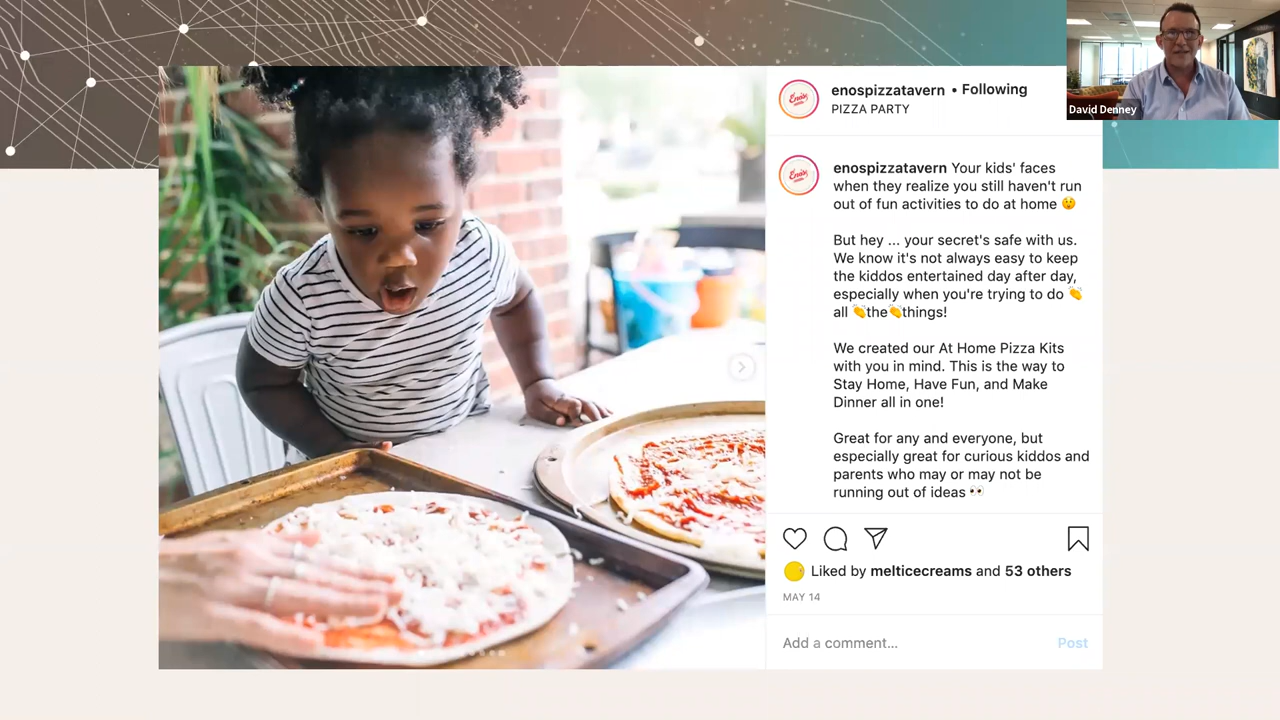 enospizzatavern • Following
PIZZA PARTY
David Denney
enospizzatavern Your kids' faces
when they realize you still haven't run
out of fun activities to do at home 😲
But hey ... your secret's safe with us.
We know it's not always easy to keep
the kiddos entertained day after day,
especially when you're trying to do 👏
all 👏the👏things!
We created our At Home Pizza Kits
with you in mind. This is the way to
Stay Home, Have Fun, and Make
Dinner all in one!
Great for any and everyone, but
especially great for curious kiddos and
parents who may or may not be
running out of ideas 👀
Liked by melticecreams and 53 others
MAY 14
Add a comment...
Post